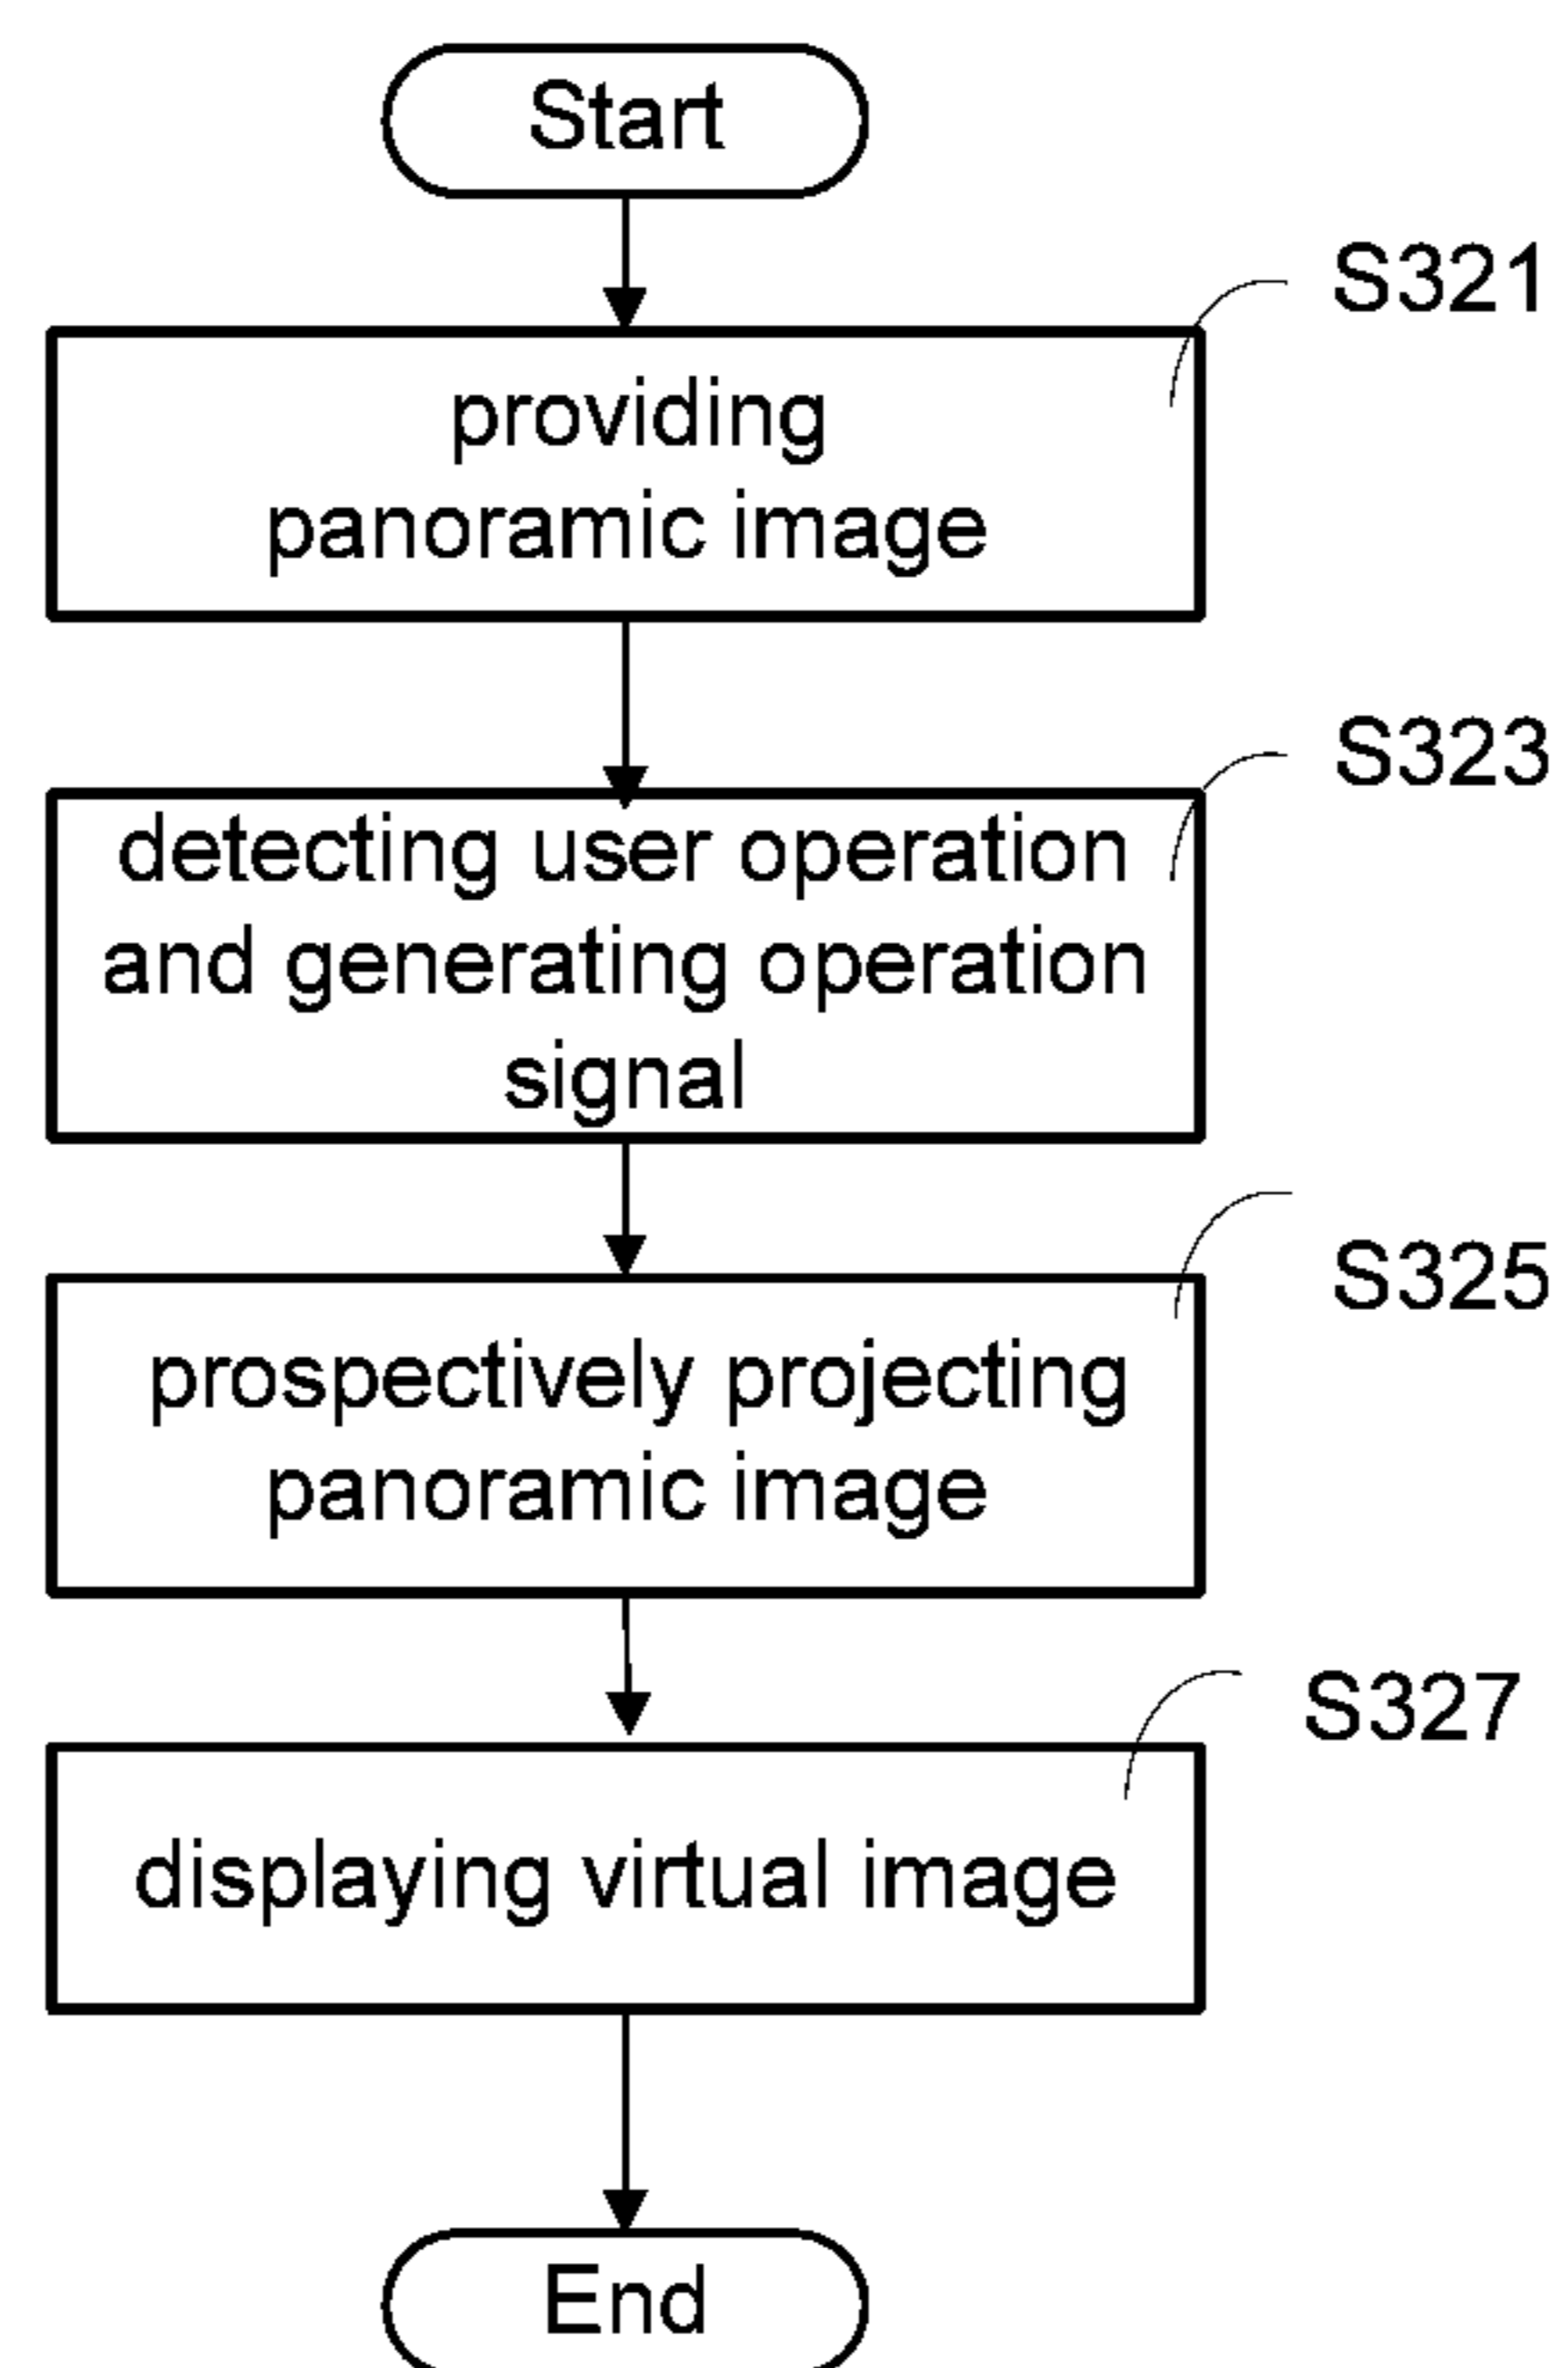 Start
S321
providing
panoramic image
S323
detecting user operation
and generating operation
signal
S325
prospectively projecting
panoramic image
S327
displaying virtual image
End